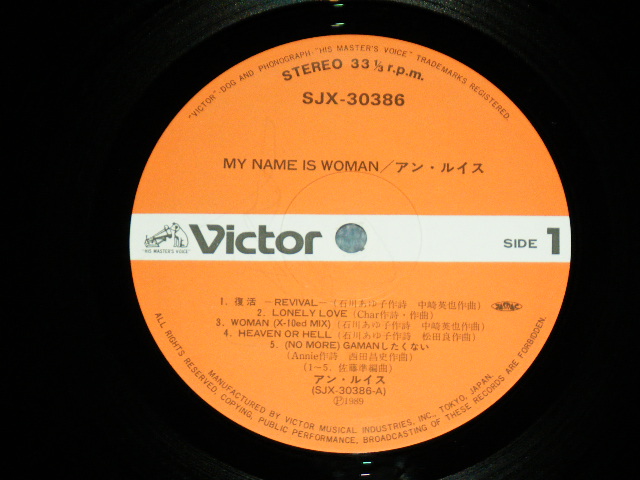 "VICTOR"-DOG AND PHONOGRAPH-"HIS MASTER'S VOICE" TRADEMARKS REGISTERED.
STEREO 33 ⅓ r.p.m.
SJX-30386
MY NAME IS WOMAN/アン・ルイス
"HIS MASTER'S VOICE"
Victor
SIDE 1
1. 復活 —REVIVAL—(石川あゆ子作詩 中崎英也作曲)
2. LONELY LOVE(Char作詩・作曲)
3. WOMAN (X-10ed MIX)(石川あゆ子作詩 中崎英也作曲)
4. HEAVEN OR HELL(石川あゆ子作詩 松田良作曲)
5. (NO MORE) GAMANしたくない
(Annie作詩 西田昌史作曲)
(1—5. 佐藤準編曲)
アン・ルイス
(SJX-30386-A)
Ⓟ1989
ALL RIGHTS RESERVED. COPYING, PUBLIC PERFORMANCE, BROADCASTING OF THESE RECORDS ARE FORBIDDEN.
MANUFACTURED BY VICTOR MUSICAL INDUSTRIES, INC., TOKYO, JAPAN.